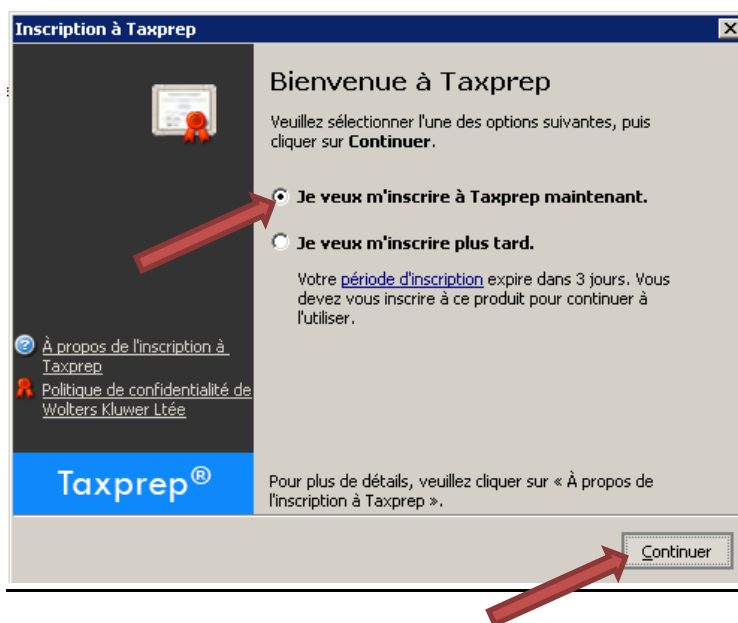 Inscription à Taxprep
Bienvenue à Taxprep
Veuillez sélectionner l'une des options suivantes, puis
cliquer sur Continuer.
Je veux m'inscrire à Taxprep maintenant.
Je veux m'inscrire plus tard.
Votre période d'inscription expire dans 3 jours. Vous
devez vous inscrire à ce produit pour continuer à
l'utiliser.
À propos de l'inscription à
Taxprep
Politique de confidentialité de
Wolters Kluwer Ltée
Taxprep®
Pour plus de détails, veuillez cliquer sur « À propos de
l'inscription à Taxprep ».
Continuer